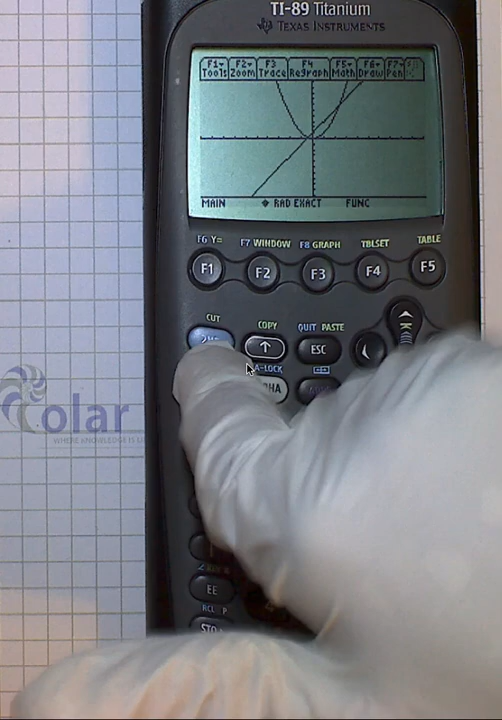 TI-89 Titanium
TEXAS INSTRUMENTS
F1 F2 F3 F4 F5 F6 F7
Tools Zoom Trace Regraph Math Draw Pen
MAIN RAD EXACT FUNC
F6 Y= F7 WINDOW F8 GRAPH TBLSET TABLE
F1 F2 F3 F4 F5
CUT COPY QUIT PASTE
↑ ESC
A-LOCK
EE
RCL
olar